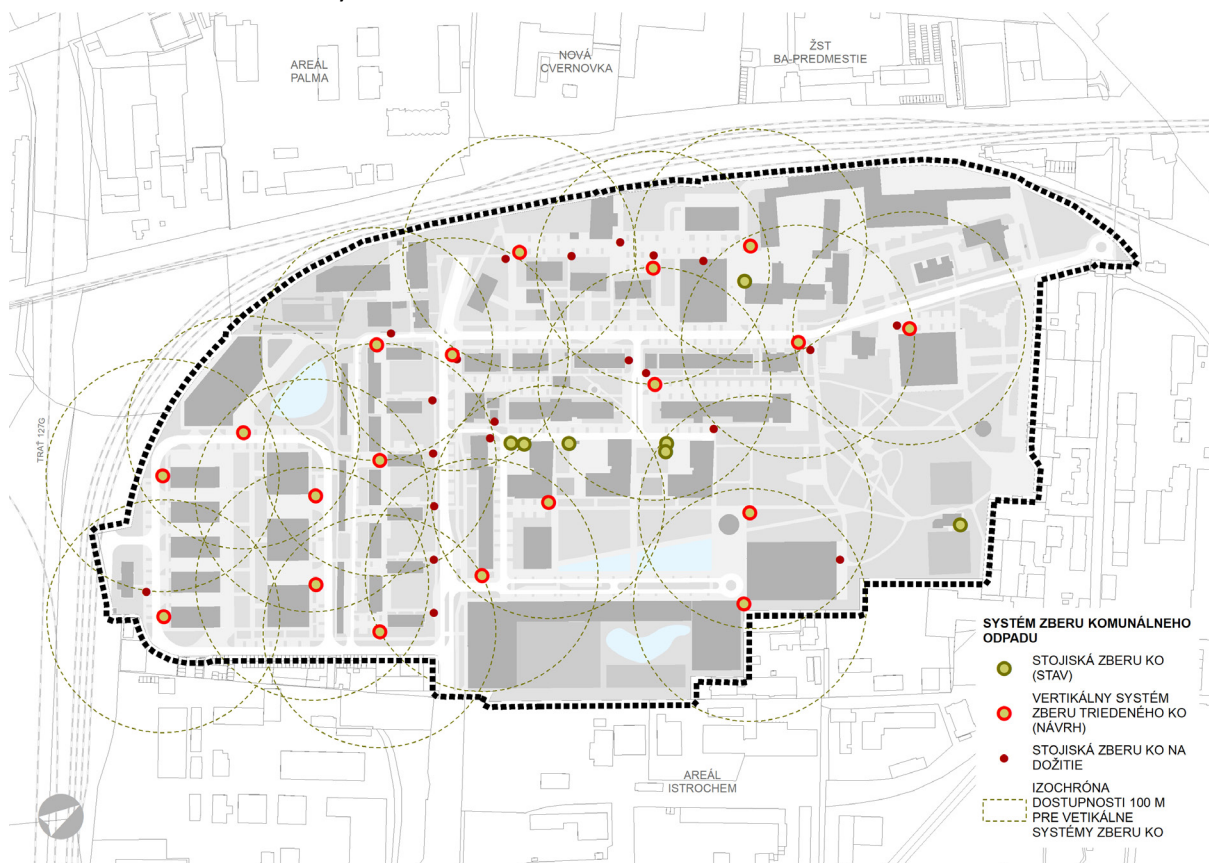 AREÁL
PALMA
NOVÁ
CVERNOVKA
ŽST
BA-PREDMESTIE
TRAŤ 127G
SYSTÉM ZBERU KOMUNÁLNEHO
ODPADU
STOJISKÁ ZBERU KO
(STAV)
VERTIKÁLNY SYSTÉM
ZBERU TRIEDENÉHO KO
(NÁVRH)
STOJISKÁ ZBERU KO NA
DOŽITIE
IZOCHRÓNA
DOSTUPNOSTI 100 M
PRE VETIKÁLNE
SYSTÉMY ZBERU KO
AREÁL
ISTROCHEM